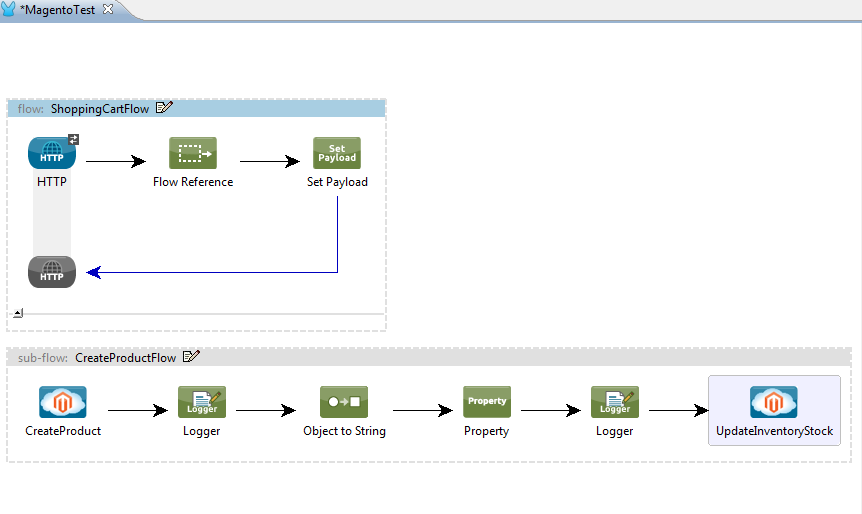 *MagentoTest
flow: ShoppingCartFlow
HTTP
Set Payload
HTTP
Flow Reference
Set Payload
HTTP
sub-flow: CreateProductFlow
Logger
Property
Logger
CreateProduct
Logger
Object to String
Property
Logger
UpdateInventoryStock